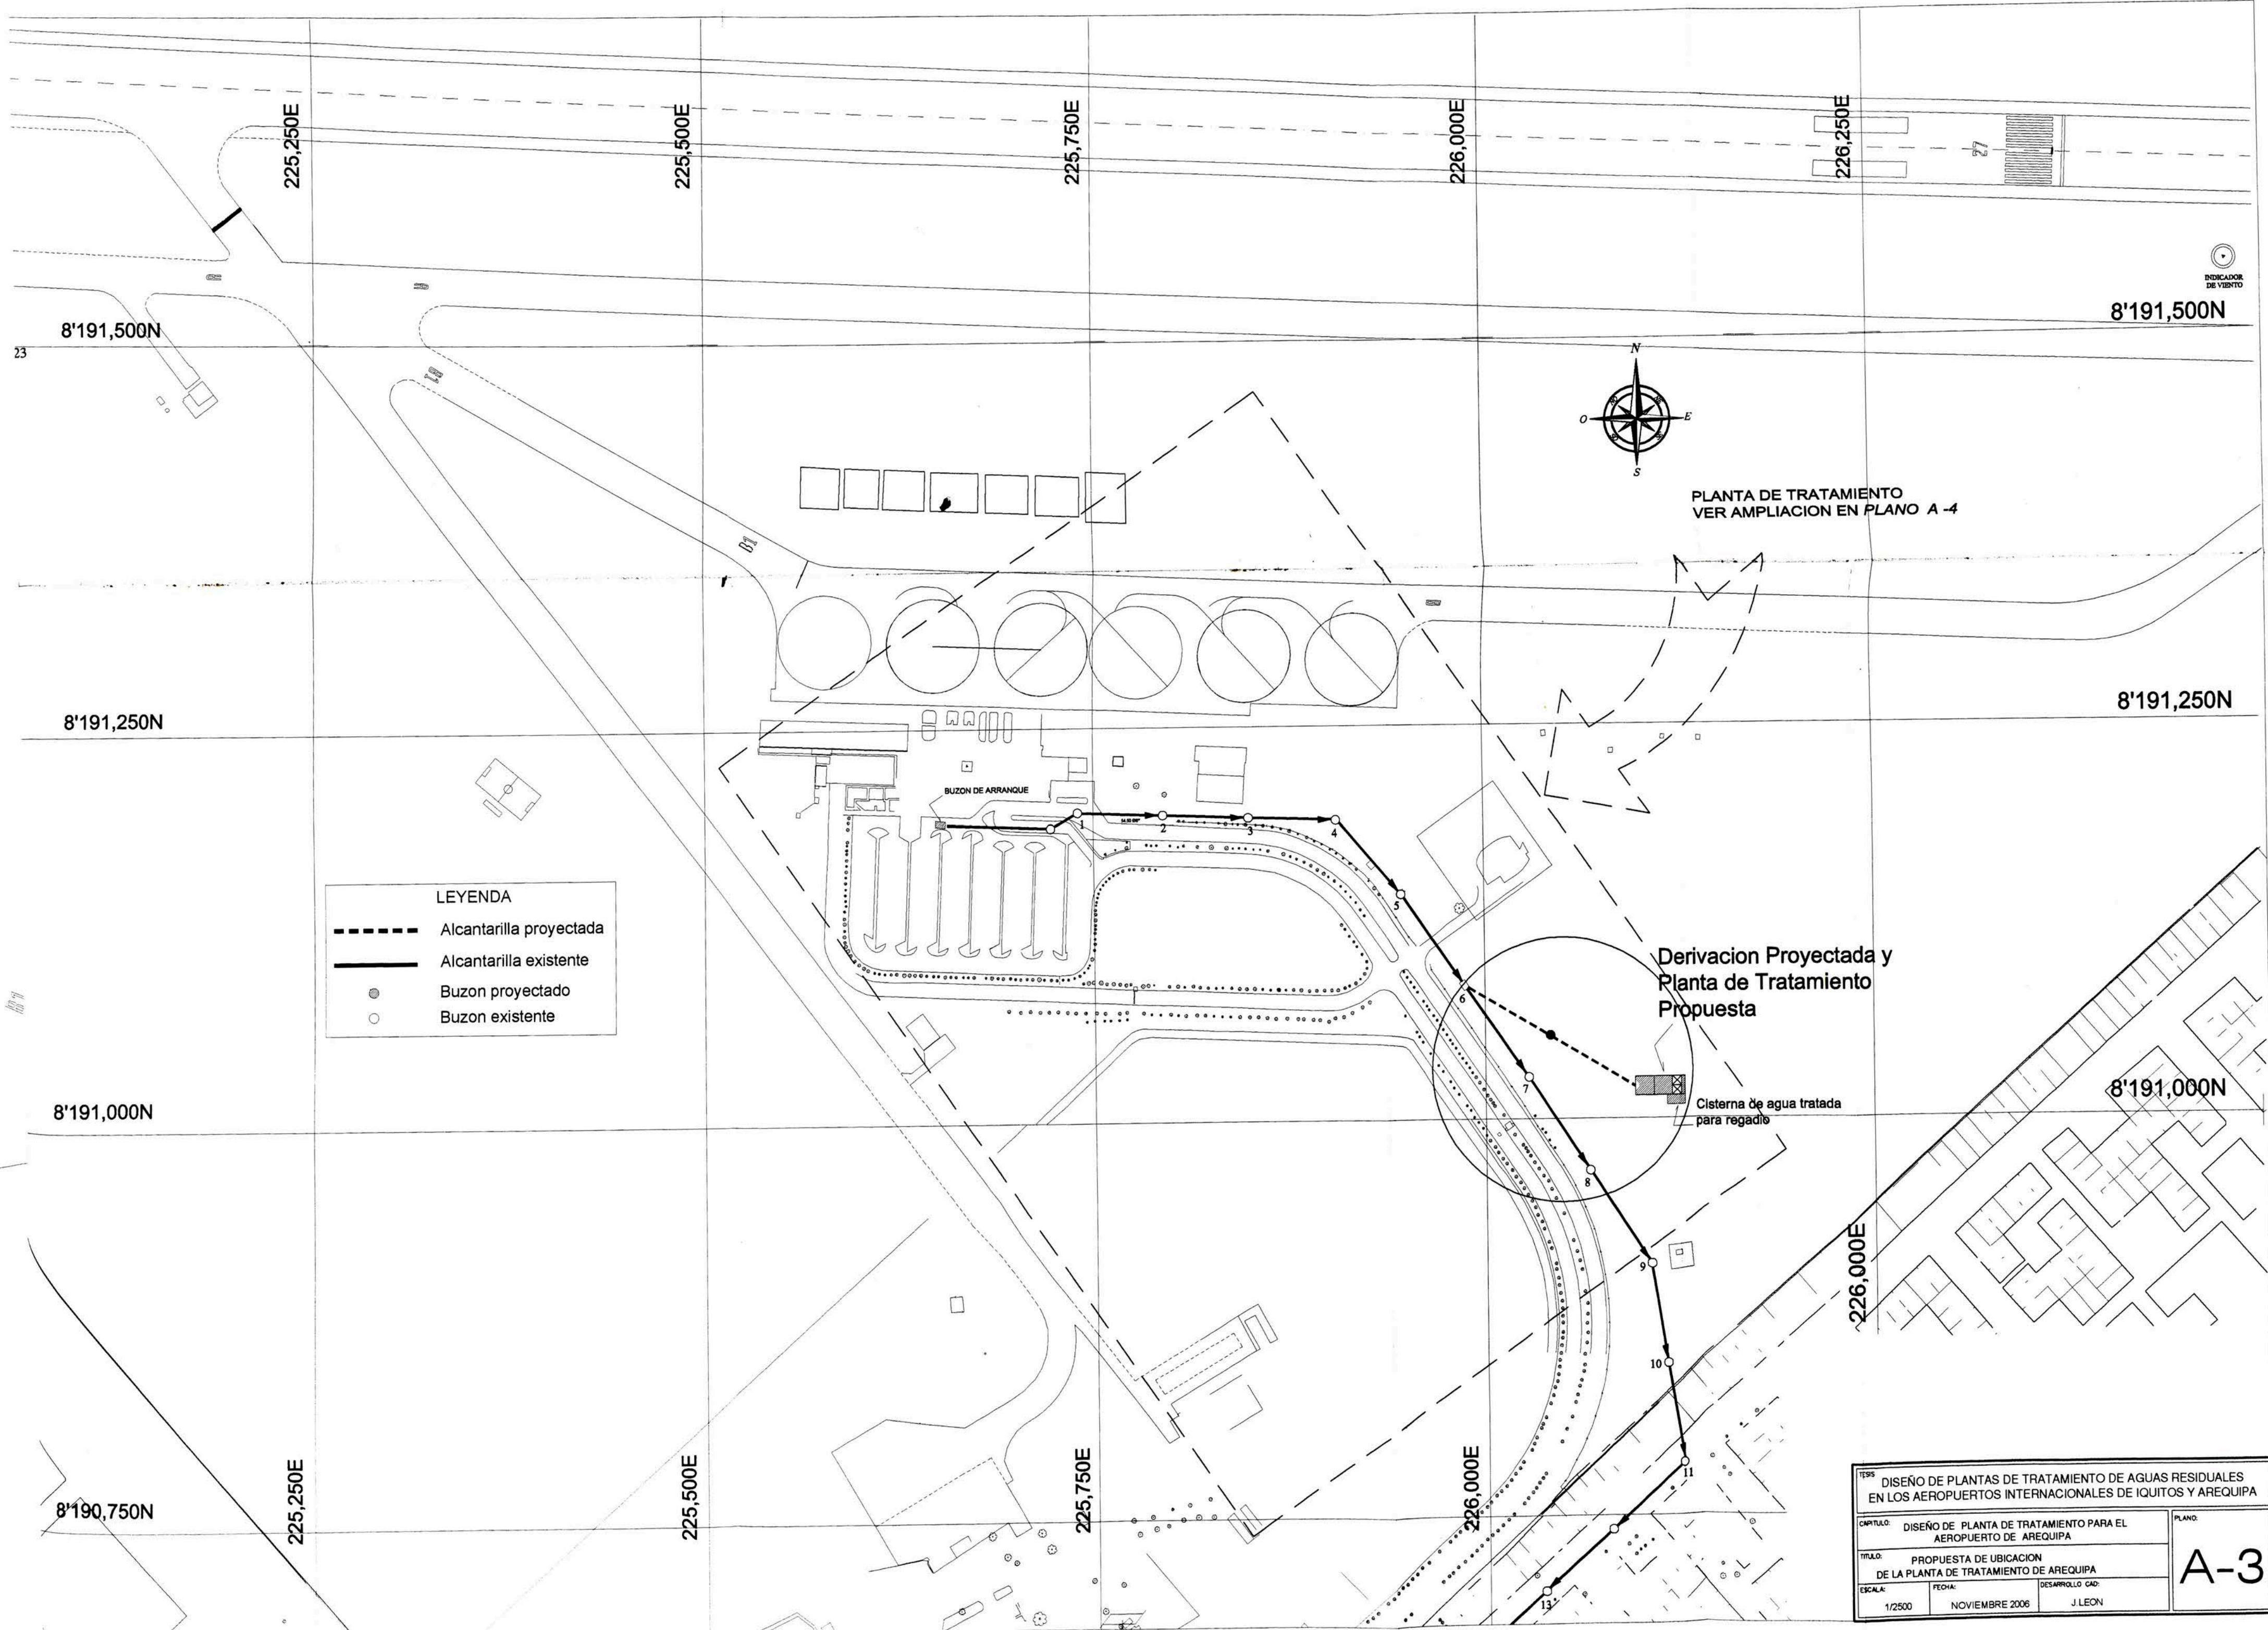 225,250E
225,500E
225,750E
226,000E
226,250E
27
INDICADOR
DE VIENTO
8'191,500N
8'191,500N
23
N
O
E
S
PLANTA DE TRATAMIENTO
VER AMPLIACION EN PLANO A -4
B1
8'191,250N
8'191,250N
BUZON DE ARRANQUE
1
2
3
4
5
6
7
8
9
10
11
13
LEYENDA
Alcantarilla proyectada
Alcantarilla existente
Buzon proyectado
Buzon existente
Derivacion Proyectada y
Planta de Tratamiento
Propuesta
Cisterna de agua tratada
para regadio
8'191,000N
8'191,000N
226,000E
8'190,750N
225,250E
225,500E
225,750E
226,000E
TESIS
DISEÑO DE PLANTAS DE TRATAMIENTO DE AGUAS RESIDUALES
EN LOS AEROPUERTOS INTERNACIONALES DE IQUITOS Y AREQUIPA
CAPITULO:
DISEÑO DE PLANTA DE TRATAMIENTO PARA EL
AEROPUERTO DE AREQUIPA
PLANO:
A-3
TITULO:
PROPUESTA DE UBICACION
DE LA PLANTA DE TRATAMIENTO DE AREQUIPA
ESCALA:
1/2500
FECHA:
NOVIEMBRE 2006
DESARROLLO CAD:
J.LEON